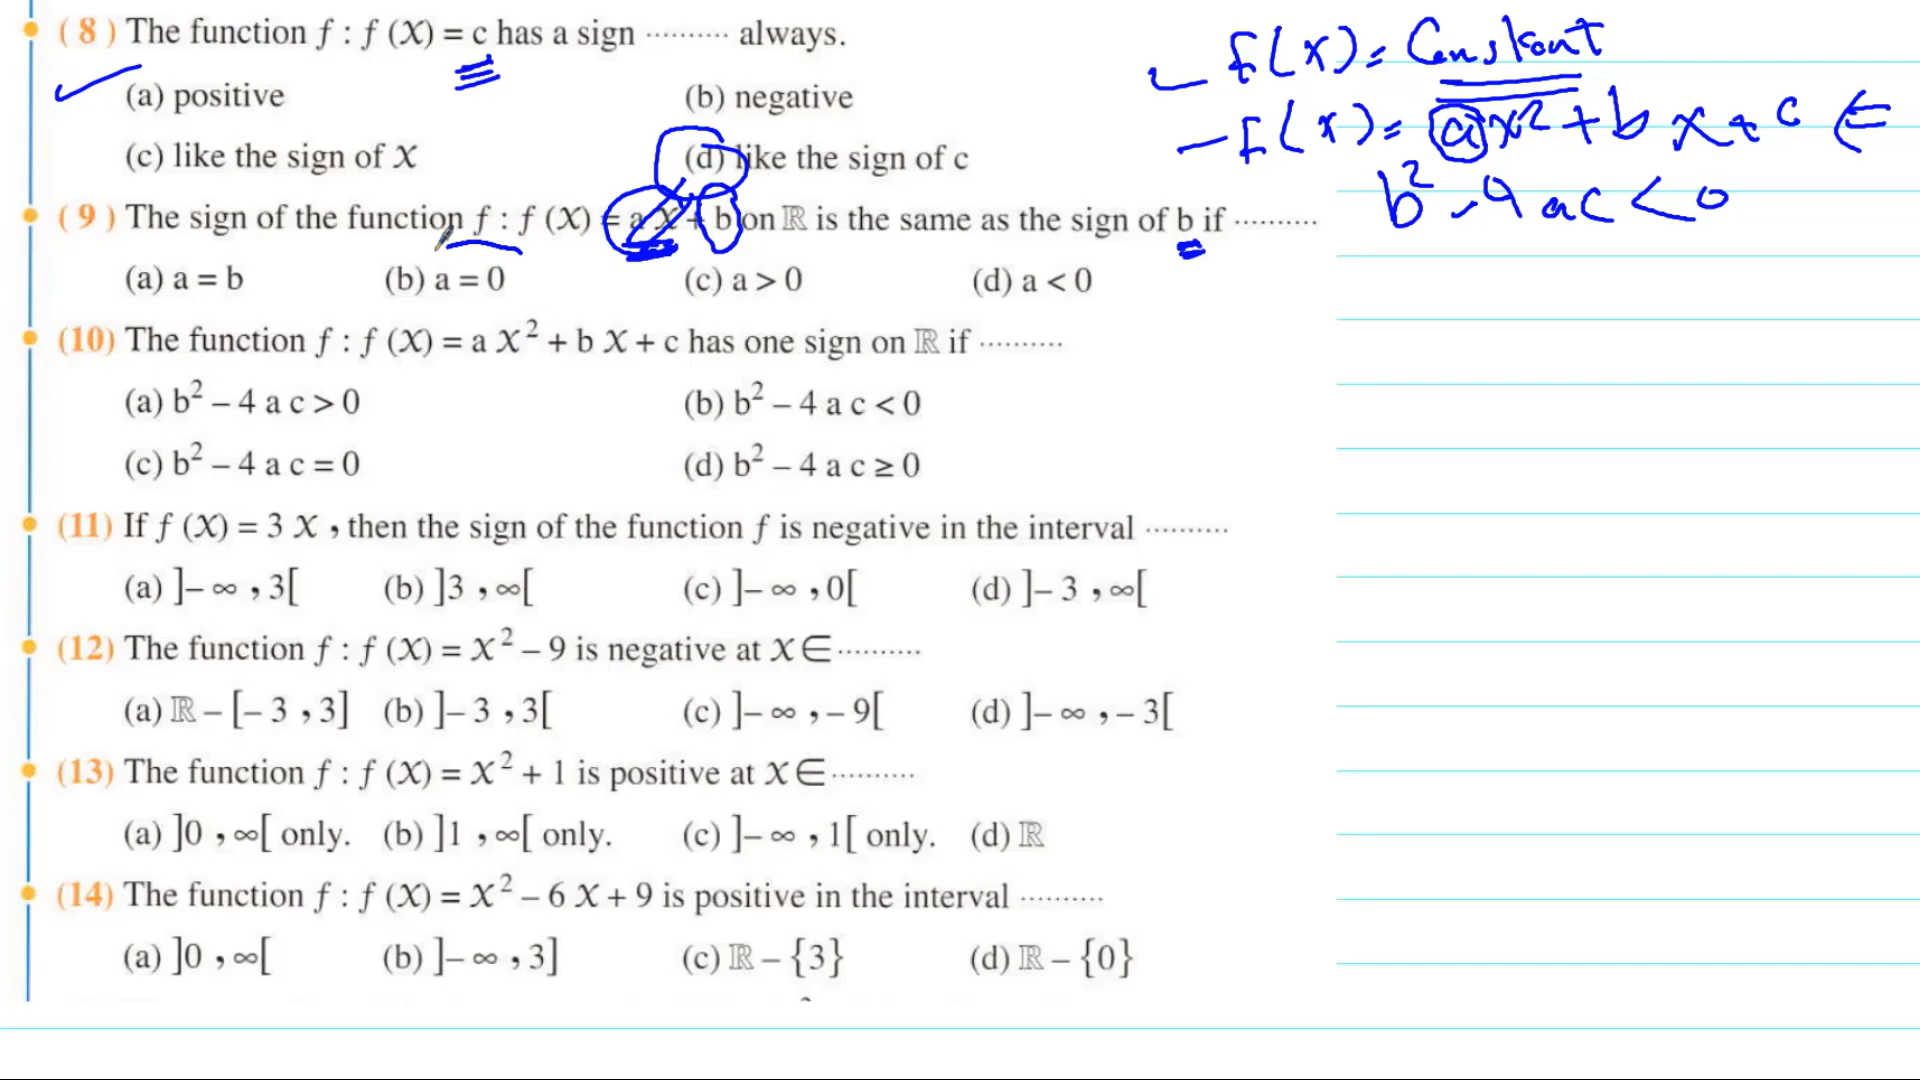 ( 8 ) The function f : f (X) = c has a sign ·········· always.
(a) positive (b) negative
(c) like the sign of X (d) like the sign of c
( 9 ) The sign of the function f : f (X) = a X + b on ℝ is the same as the sign of b if ··········
(a) a = b (b) a = 0 (c) a > 0 (d) a < 0
(10) The function f : f (X) = a X² + b X + c has one sign on ℝ if ··········
(a) b² – 4 a c > 0 (b) b² – 4 a c < 0
(c) b² – 4 a c = 0 (d) b² – 4 a c ≥ 0
(11) If f (X) = 3 X , then the sign of the function f is negative in the interval ··········
(a) ]– ∞ , 3[ (b) ]3 , ∞[ (c) ]– ∞ , 0[ (d) ]– 3 , ∞[
(12) The function f : f (X) = X² – 9 is negative at X ∈ ··········
(a) ℝ – [– 3 , 3] (b) ]– 3 , 3[ (c) ]– ∞ , – 9[ (d) ]– ∞ , – 3[
(13) The function f : f (X) = X² + 1 is positive at X ∈ ··········
(a) ]0 , ∞[ only. (b) ]1 , ∞[ only. (c) ]– ∞ , 1[ only. (d) ℝ
(14) The function f : f (X) = X² – 6 X + 9 is positive in the interval ··········
(a) ]0 , ∞[ (b) ]– ∞ , 3] (c) ℝ – {3} (d) ℝ – {0}
f(x) = Constant
f(x) = ax² + bx + c ⇐
b² - 4ac < 0